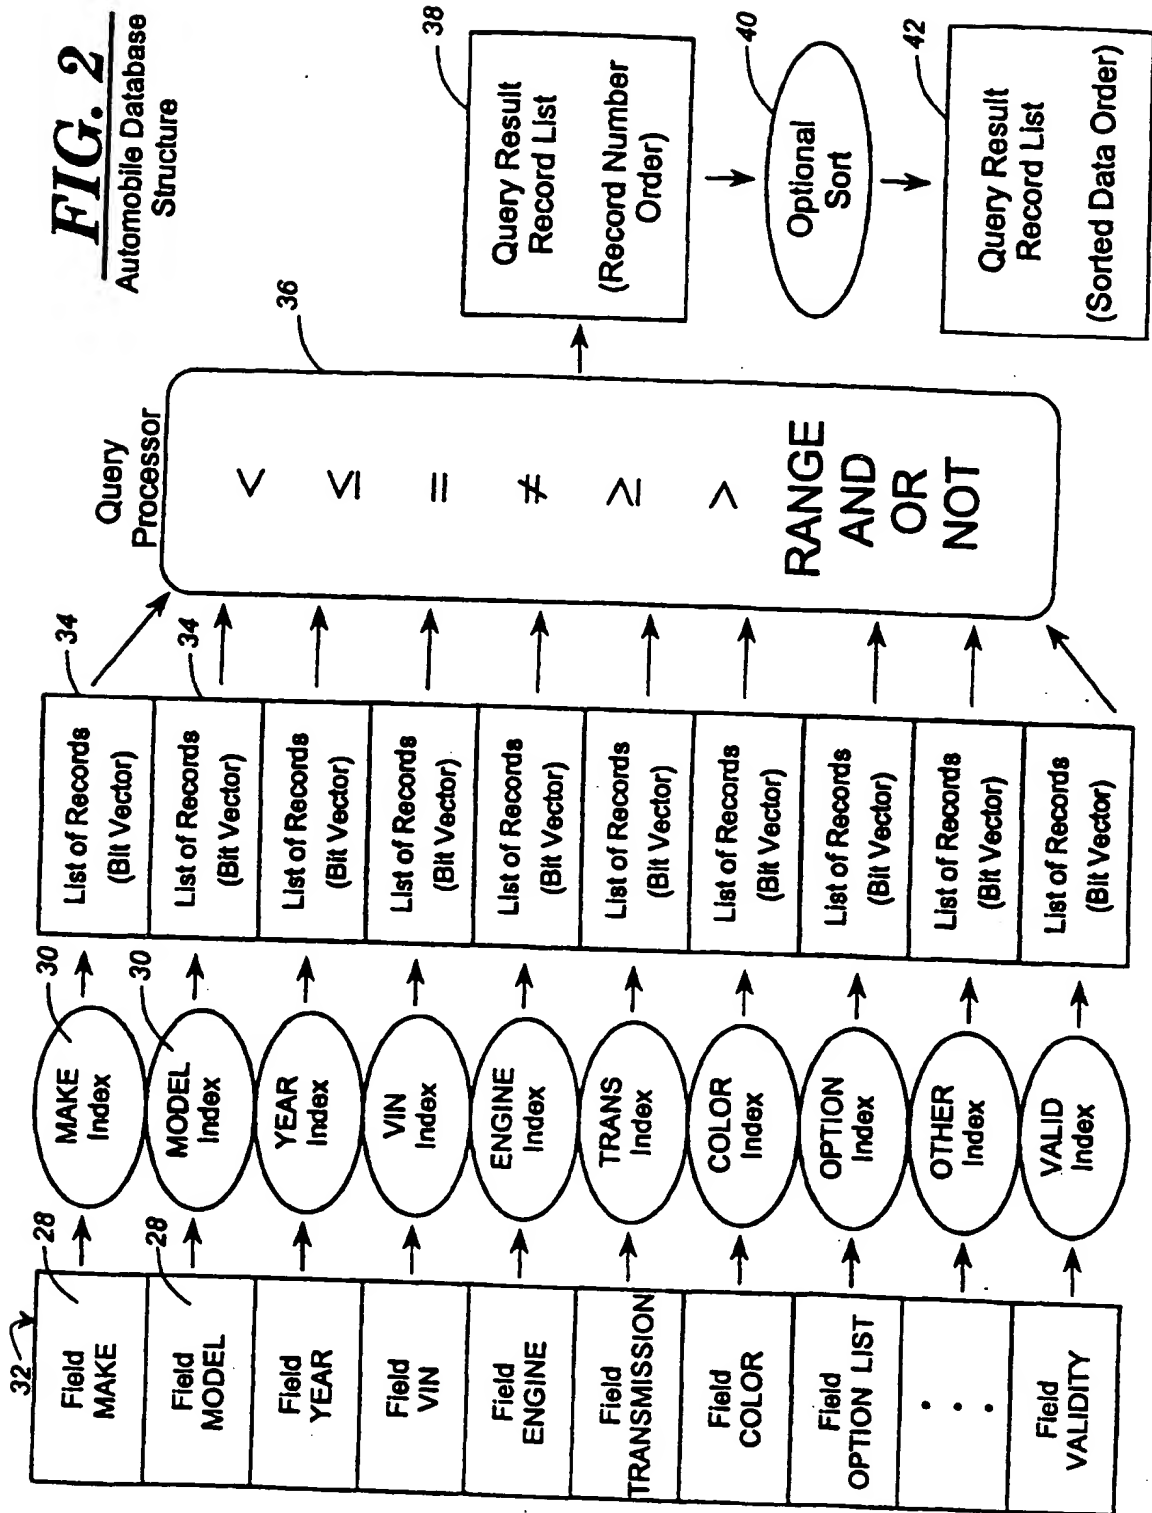 FIG. 2
Automobile Database
Structure
32
28
Field
MAKE
28
Field
MODEL
Field
YEAR
Field
VIN
Field
ENGINE
Field
TRANSMISSION
Field
COLOR
Field
OPTION LIST
. . .
Field
VALIDITY
30
MAKE
Index
30
MODEL
Index
YEAR
Index
VIN
Index
ENGINE
Index
TRANS
Index
COLOR
Index
OPTION
Index
OTHER
Index
VALID
Index
34
List of Records
(Bit Vector)
34
List of Records
(Bit Vector)
List of Records
(Bit Vector)
List of Records
(Bit Vector)
List of Records
(Bit Vector)
List of Records
(Bit Vector)
List of Records
(Bit Vector)
List of Records
(Bit Vector)
List of Records
(Bit Vector)
List of Records
(Bit Vector)
Query
Processor
36
<
≤
=
≠
≥
>
RANGE
AND
OR
NOT
38
Query Result
Record List
(Record Number
Order)
40
Optional
Sort
42
Query Result
Record List
(Sorted Data Order)